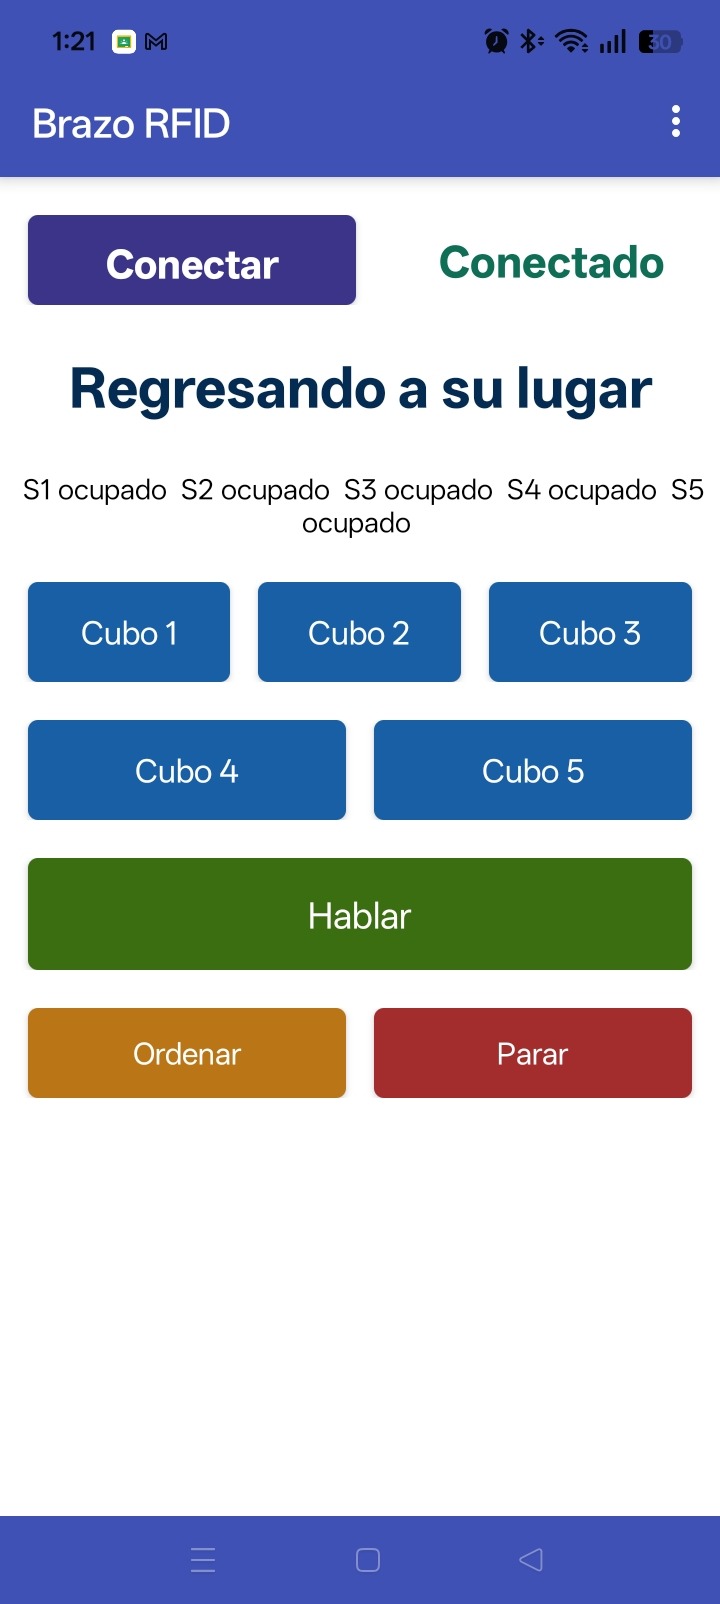 1:21
30
Brazo RFID
Conectar
Conectado
Regresando a su lugar
S1 ocupado S2 ocupado S3 ocupado S4 ocupado S5
ocupado
Cubo 1
Cubo 2
Cubo 3
Cubo 4
Cubo 5
Hablar
Ordenar
Parar